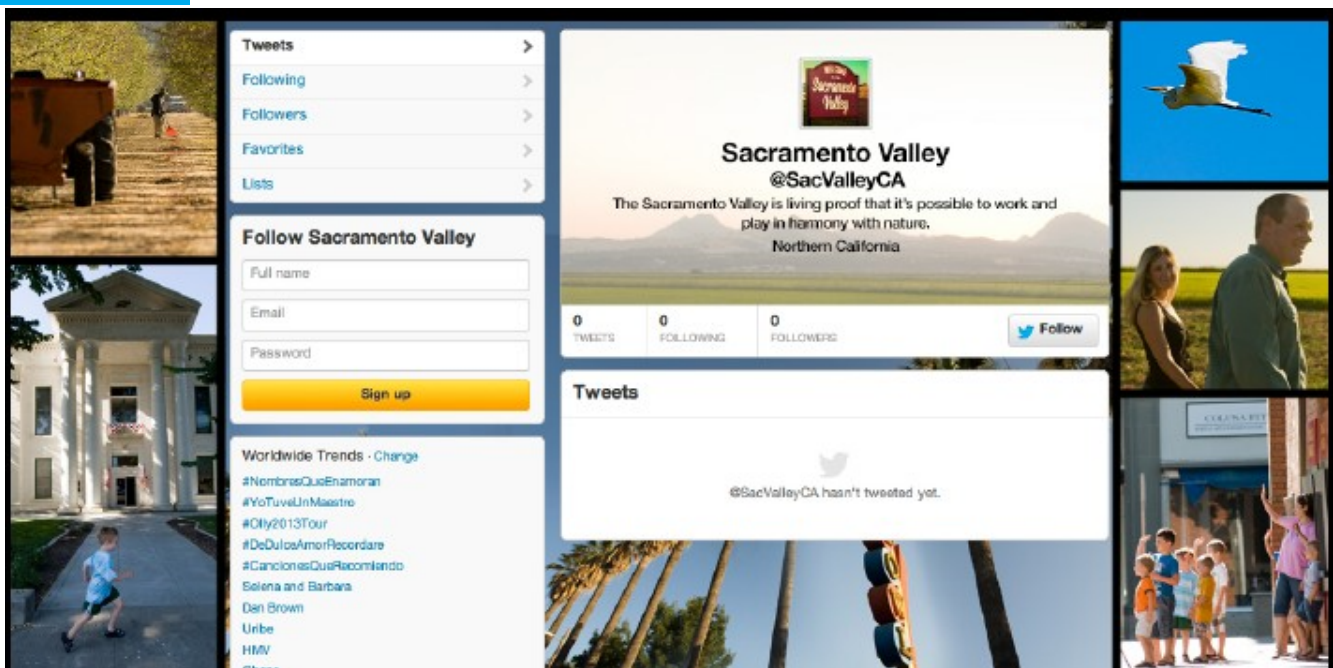 Tweets
Following
Followers
Favorites
Lists
Follow Sacramento Valley
Full name
Email
Password
Sign up
Worldwide Trends · Change
#NombresQueEnamoran
#YoTuveUnMaestro
#Olly2013Tour
#DeDulceAmorRecordare
#CancionesQueRecomiendo
Selena and Barbara
Dan Brown
Uribe
HMV
Sacramento
Valley
Sacramento Valley
@SacValleyCA
The Sacramento Valley is living proof that it's possible to work and
play in harmony with nature.
Northern California
0
TWEETS
0
FOLLOWING
0
FOLLOWERS
Follow
Tweets
@SacValleyCA hasn't tweeted yet.